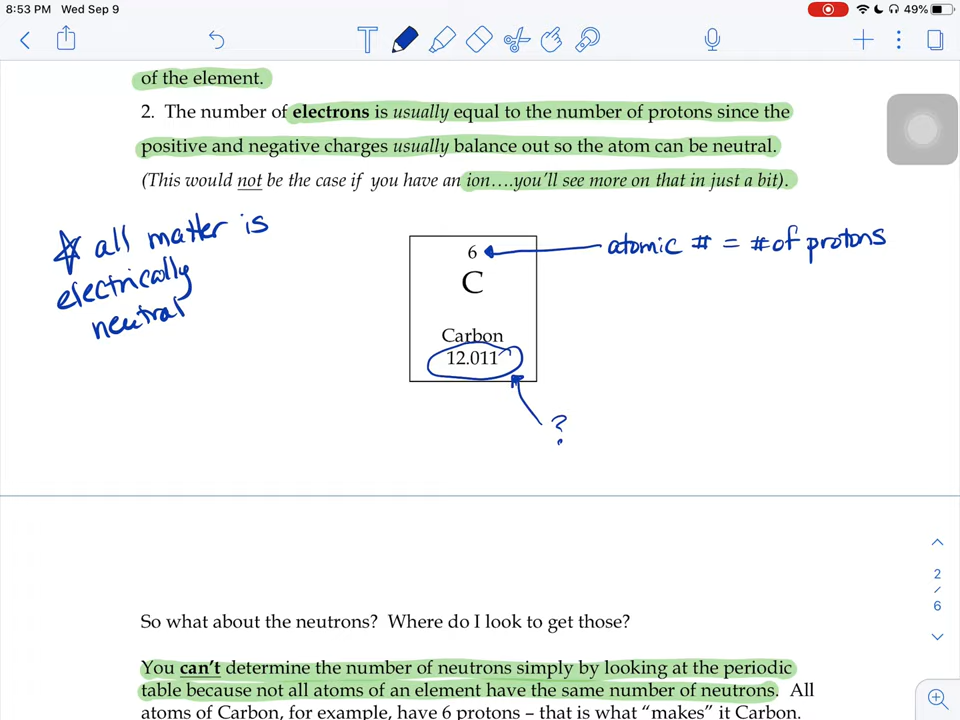 8:53 PM Wed Sep 9
49%
T
of the element.
2. The number of electrons is usually equal to the number of protons since the
positive and negative charges usually balance out so the atom can be neutral.
(This would not be the case if you have an ion....you'll see more on that in just a bit).
all matter is
electrically
neutral
6
atomic # = # of protons
C
Carbon
12.011
?
2
/
6
So what about the neutrons? Where do I look to get those?
You can't determine the number of neutrons simply by looking at the periodic
table because not all atoms of an element have the same number of neutrons. All
atoms of Carbon, for example, have 6 protons – that is what "makes" it Carbon.